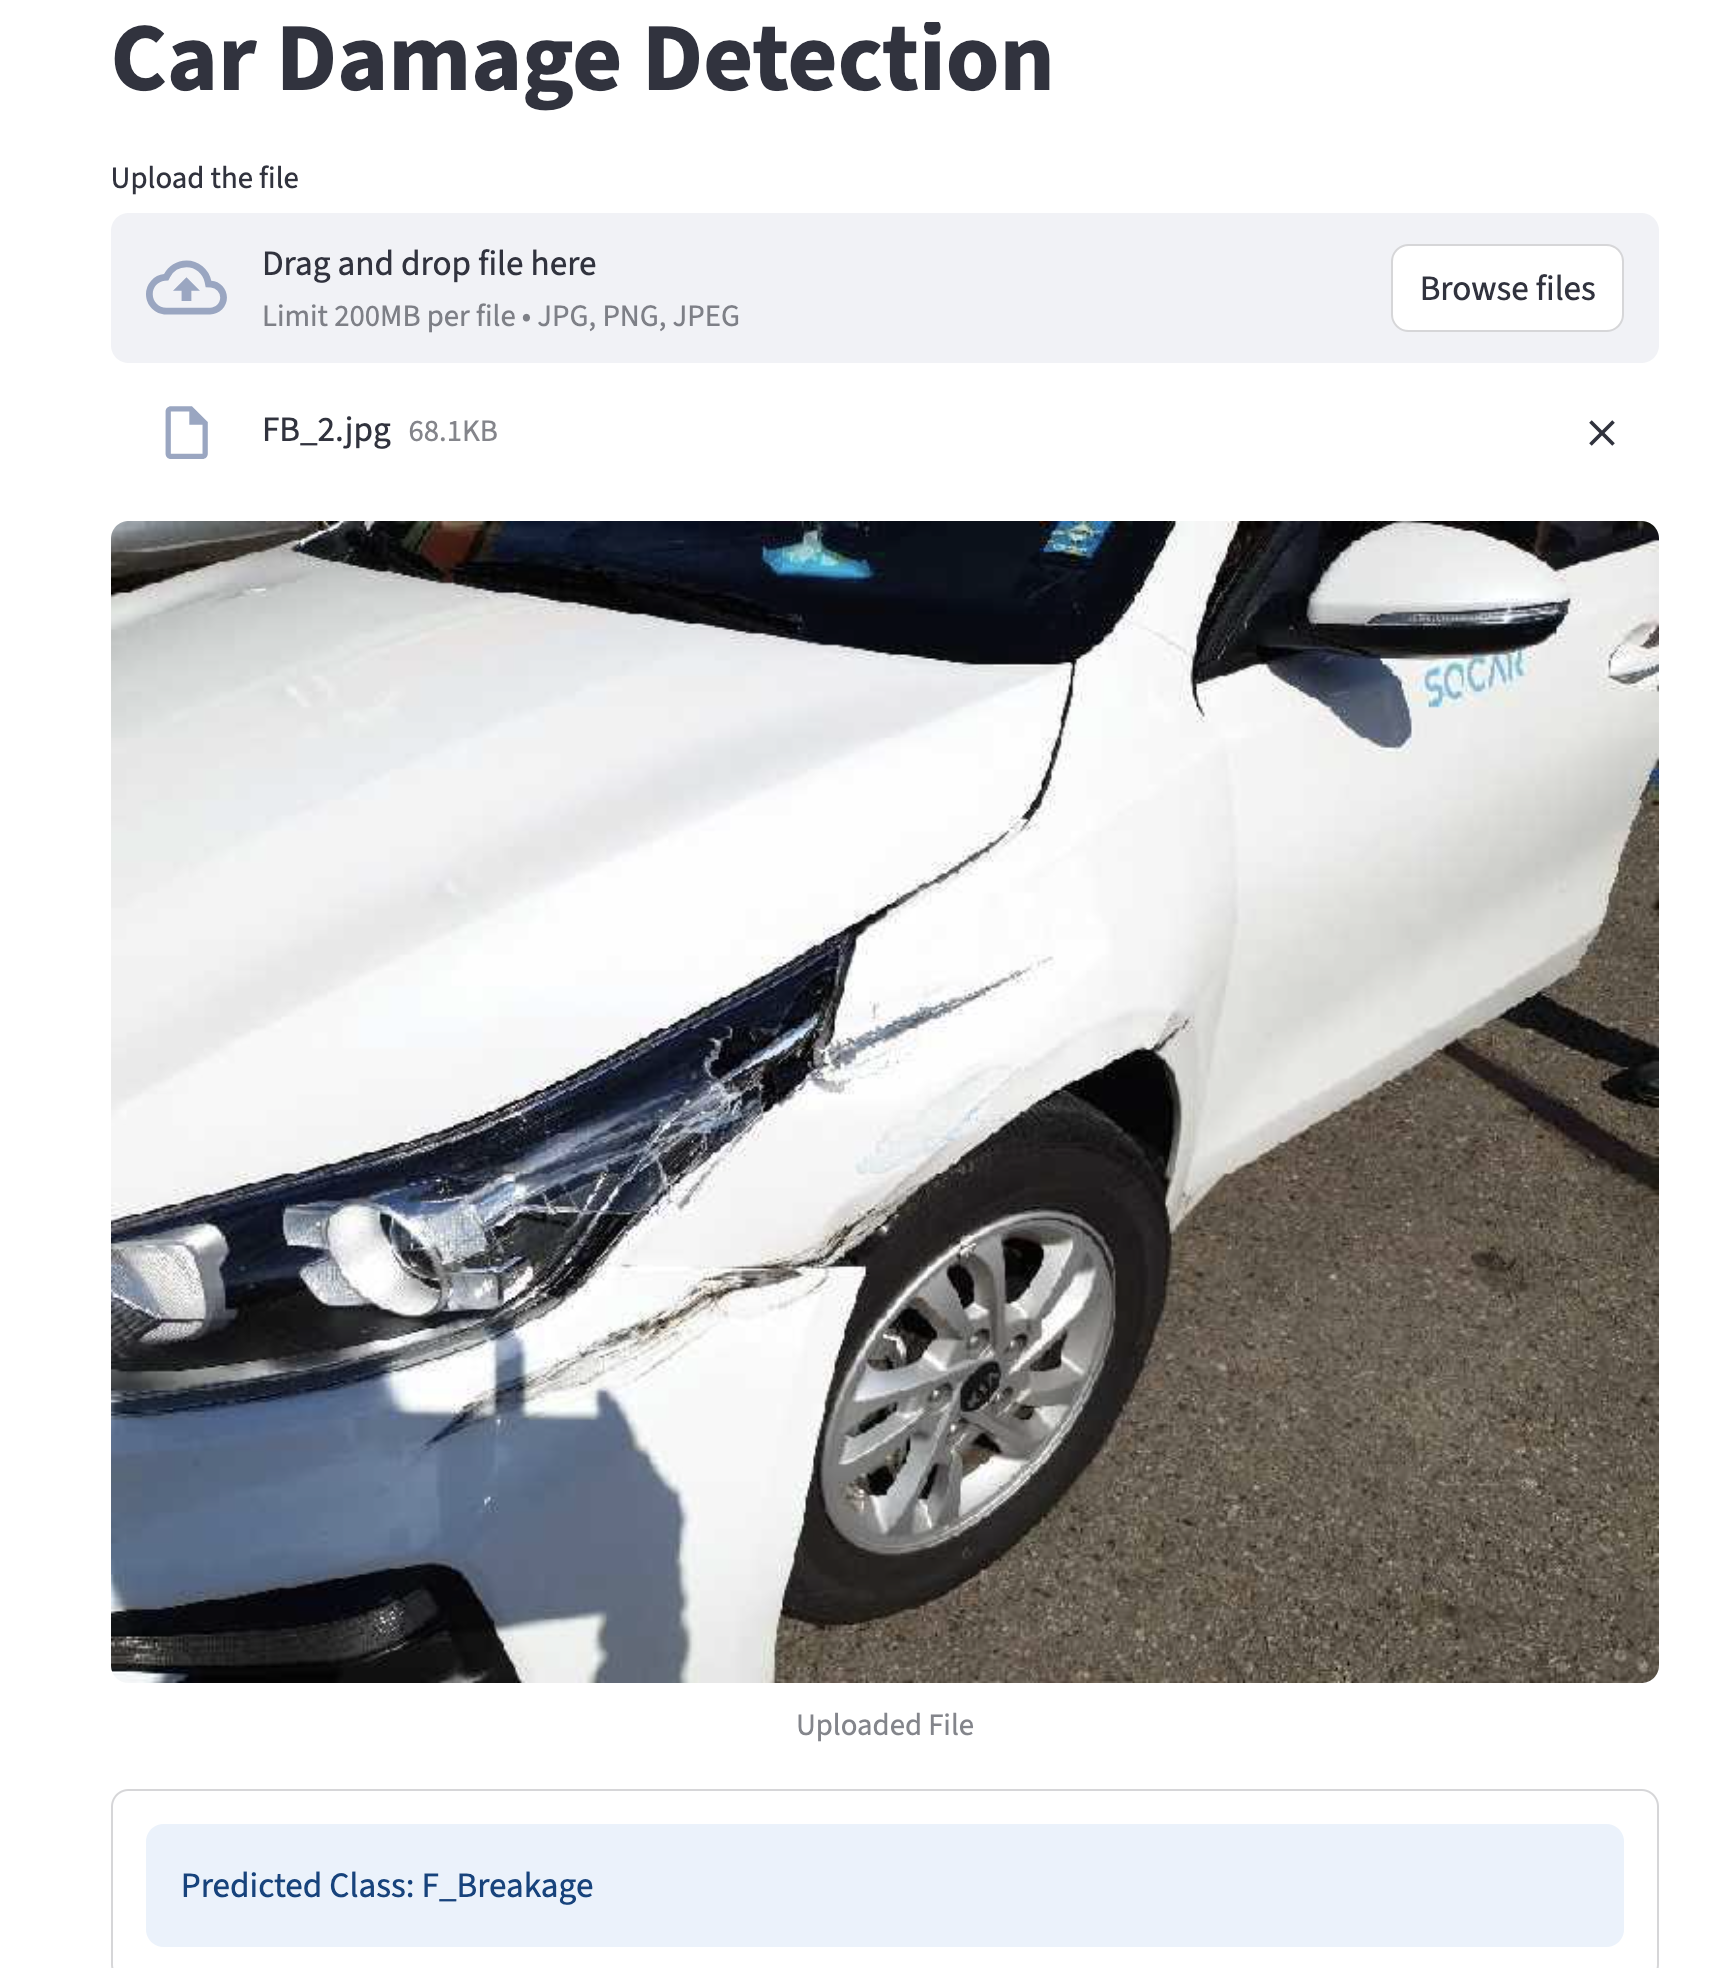 Car Damage Detection
Upload the file
Drag and drop file here
Limit 200MB per file • JPG, PNG, JPEG
Browse files
FB_2.jpg 68.1KB
SOCAR
Uploaded File
Predicted Class: F_Breakage